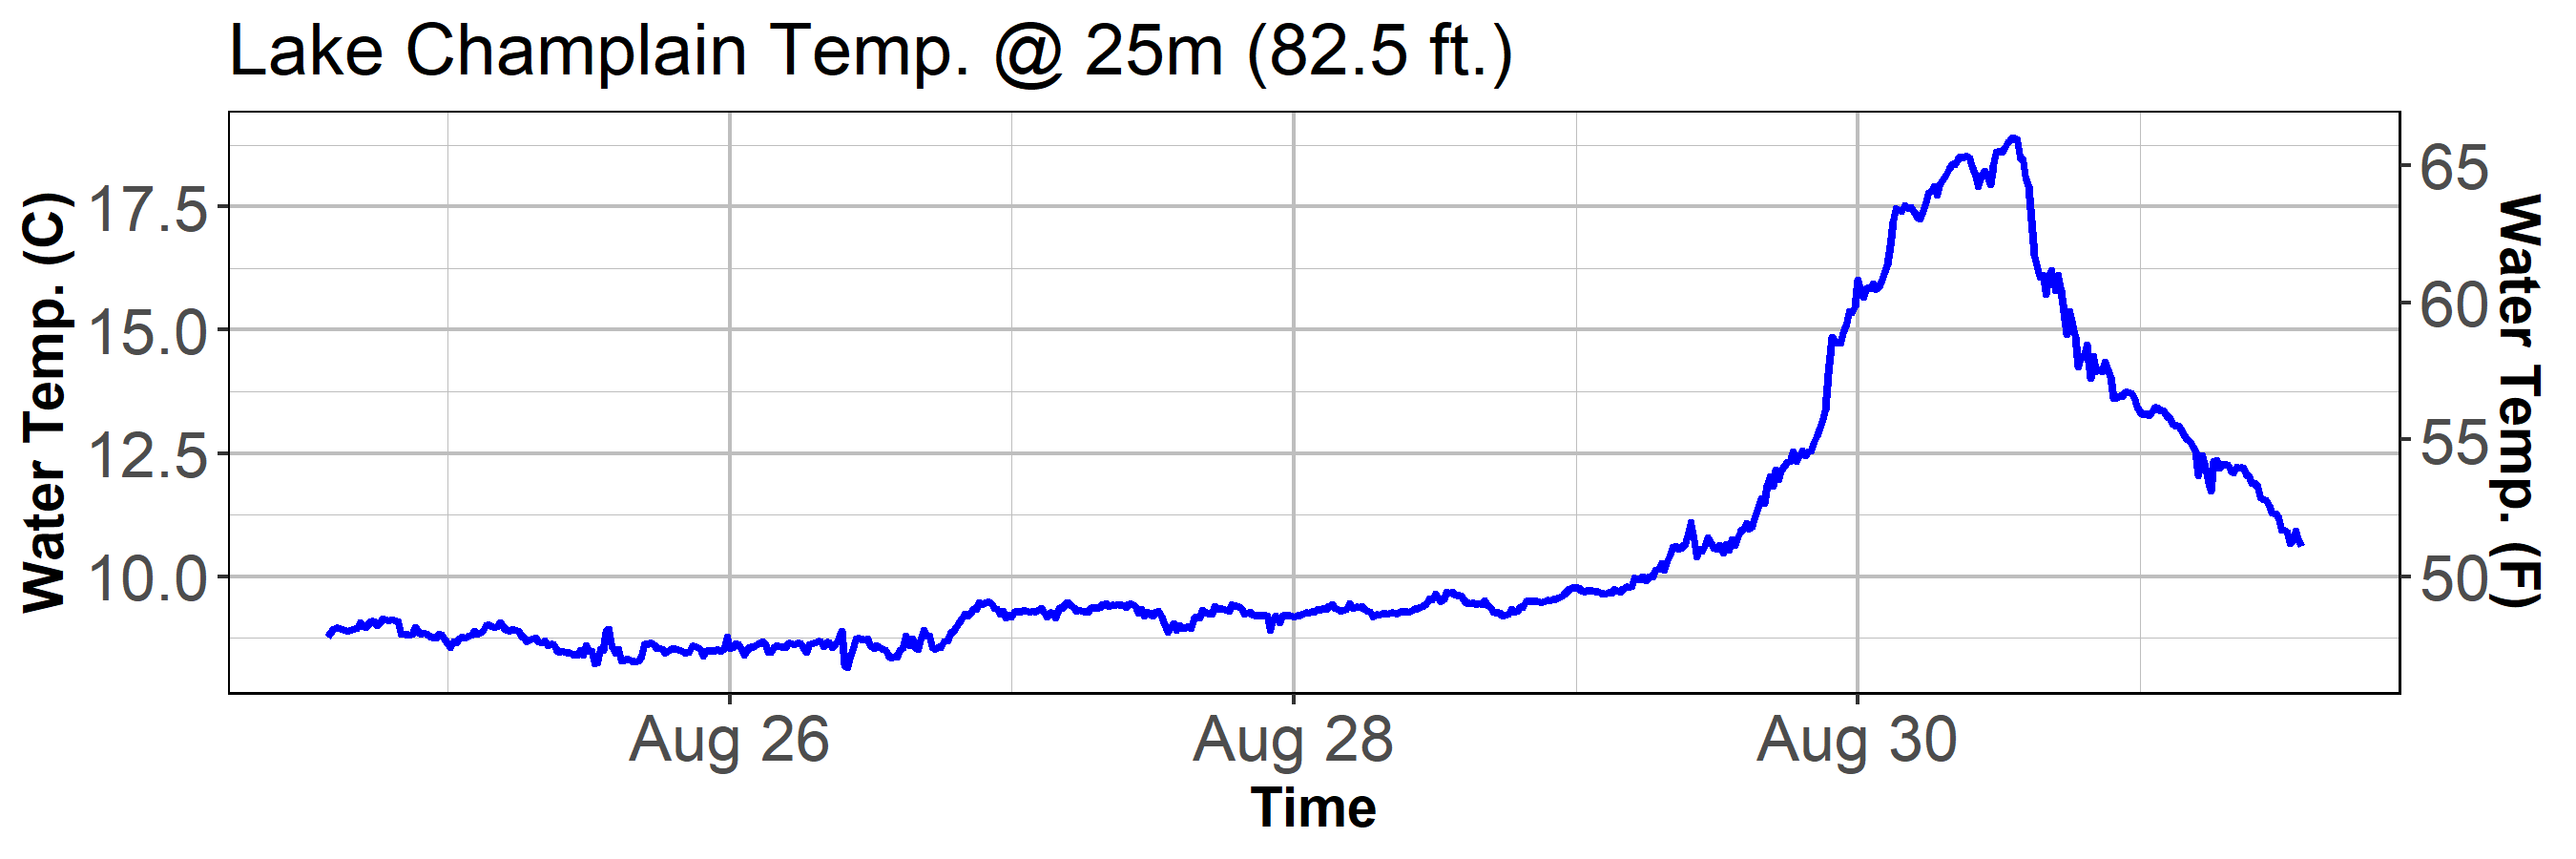 Lake Champlain Temp. @ 25m (82.5 ft.)
Water Temp. (C)
17.5
15.0
12.5
10.0
65
60
55
50
Water Temp. (F)
Aug 26 Aug 28 Aug 30
Time